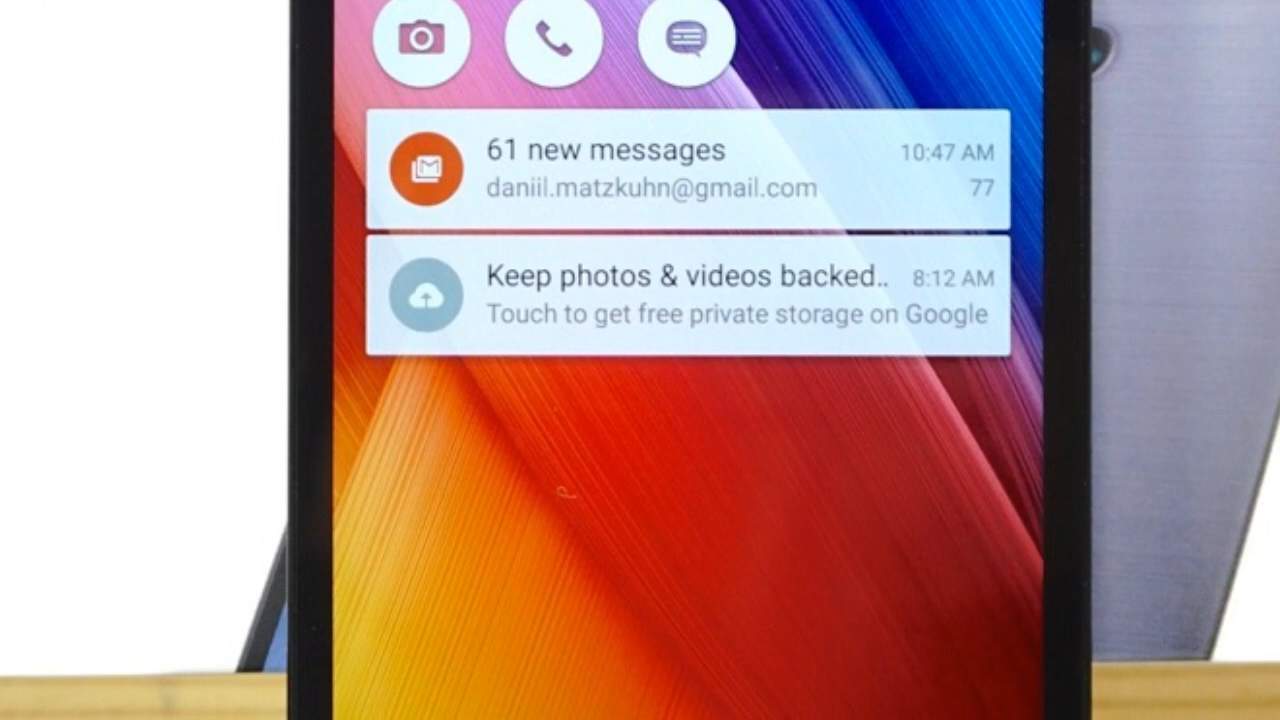 61 new messages
10:47 AM
daniil.matzkuhn@gmail.com
77
Keep photos & videos backed..
8:12 AM
Touch to get free private storage on Google